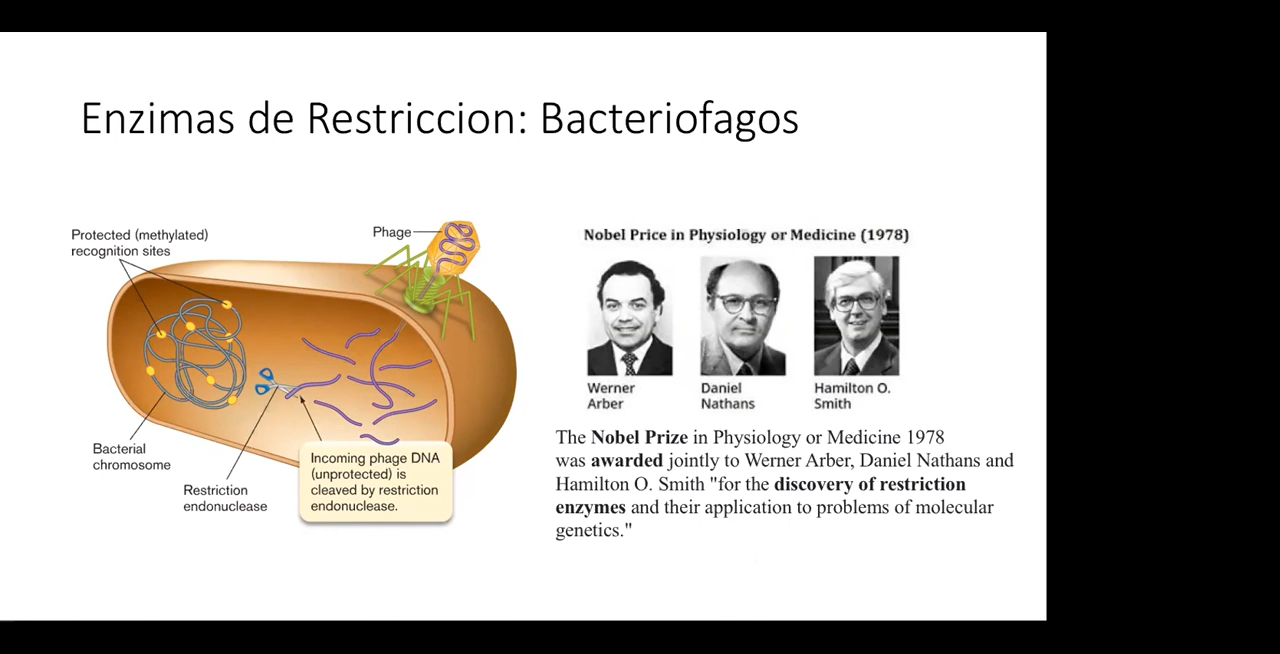 Enzimas de Restriccion: Bacteriofagos
Protected (methylated)
recognition sites
Phage
Bacterial
chromosome
Restriction
endonuclease
Incoming phage DNA
(unprotected) is
cleaved by restriction
endonuclease.
Nobel Price in Physiology or Medicine (1978)
Werner
Arber
Daniel
Nathans
Hamilton O.
Smith
The Nobel Prize in Physiology or Medicine 1978
was awarded jointly to Werner Arber, Daniel Nathans and
Hamilton O. Smith "for the discovery of restriction
enzymes and their application to problems of molecular
genetics."